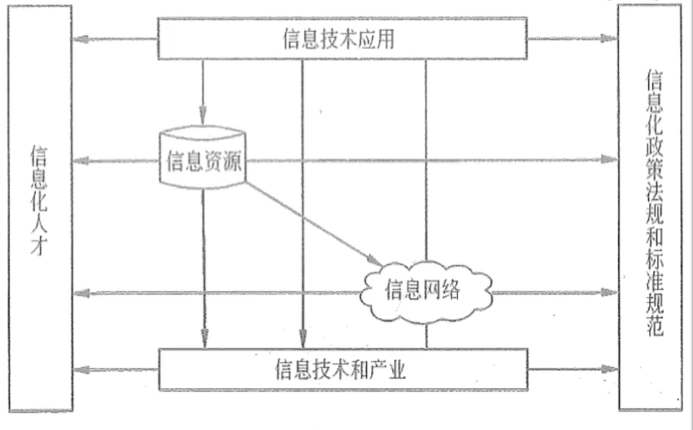 信息技术应用
信息化人才
信息资源
信息化政策法规和标准规范
信息网络
信息技术和产业